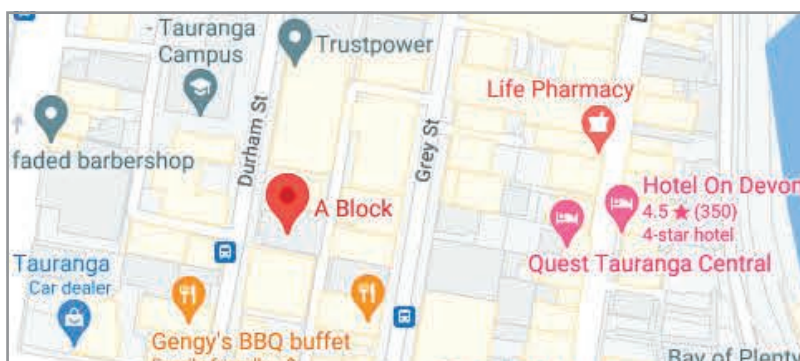 - Tauranga
Campus
Trustpower
Life Pharmacy
faded barbershop
Durham St
Grey St
A Block
Hotel On Devon
4.5 ★ (350)
4-star hotel
Quest Tauranga Central
Tauranga
Car dealer
Gengy's BBQ buffet
Bay of Plenty